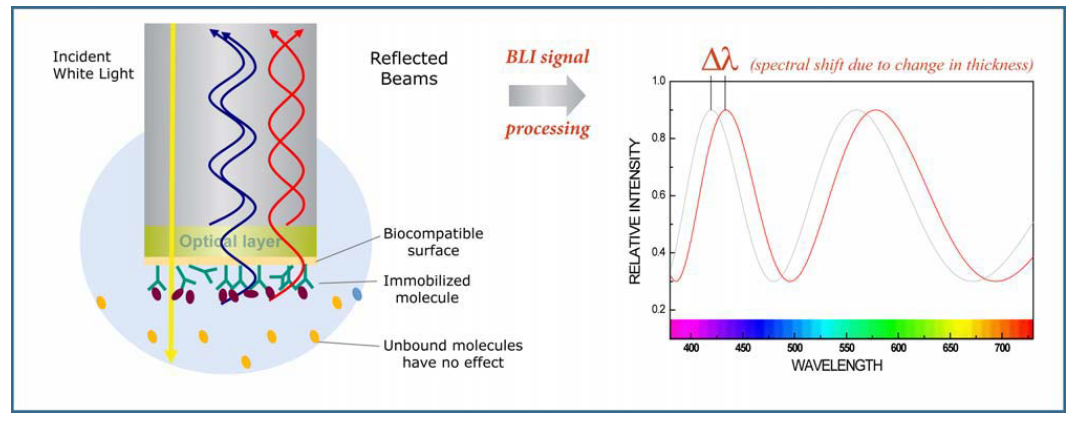 Incident
White Light
Reflected
Beams
BLI signal
processing
Optical layer
Biocompatible
surface
Immobilized
molecule
Unbound molecules
have no effect
Δλ (spectral shift due to change in thickness)
RELATIVE INTENSITY
1.0
0.8
0.6
0.4
0.2
400 450 500 550 600 650 700
WAVELENGTH